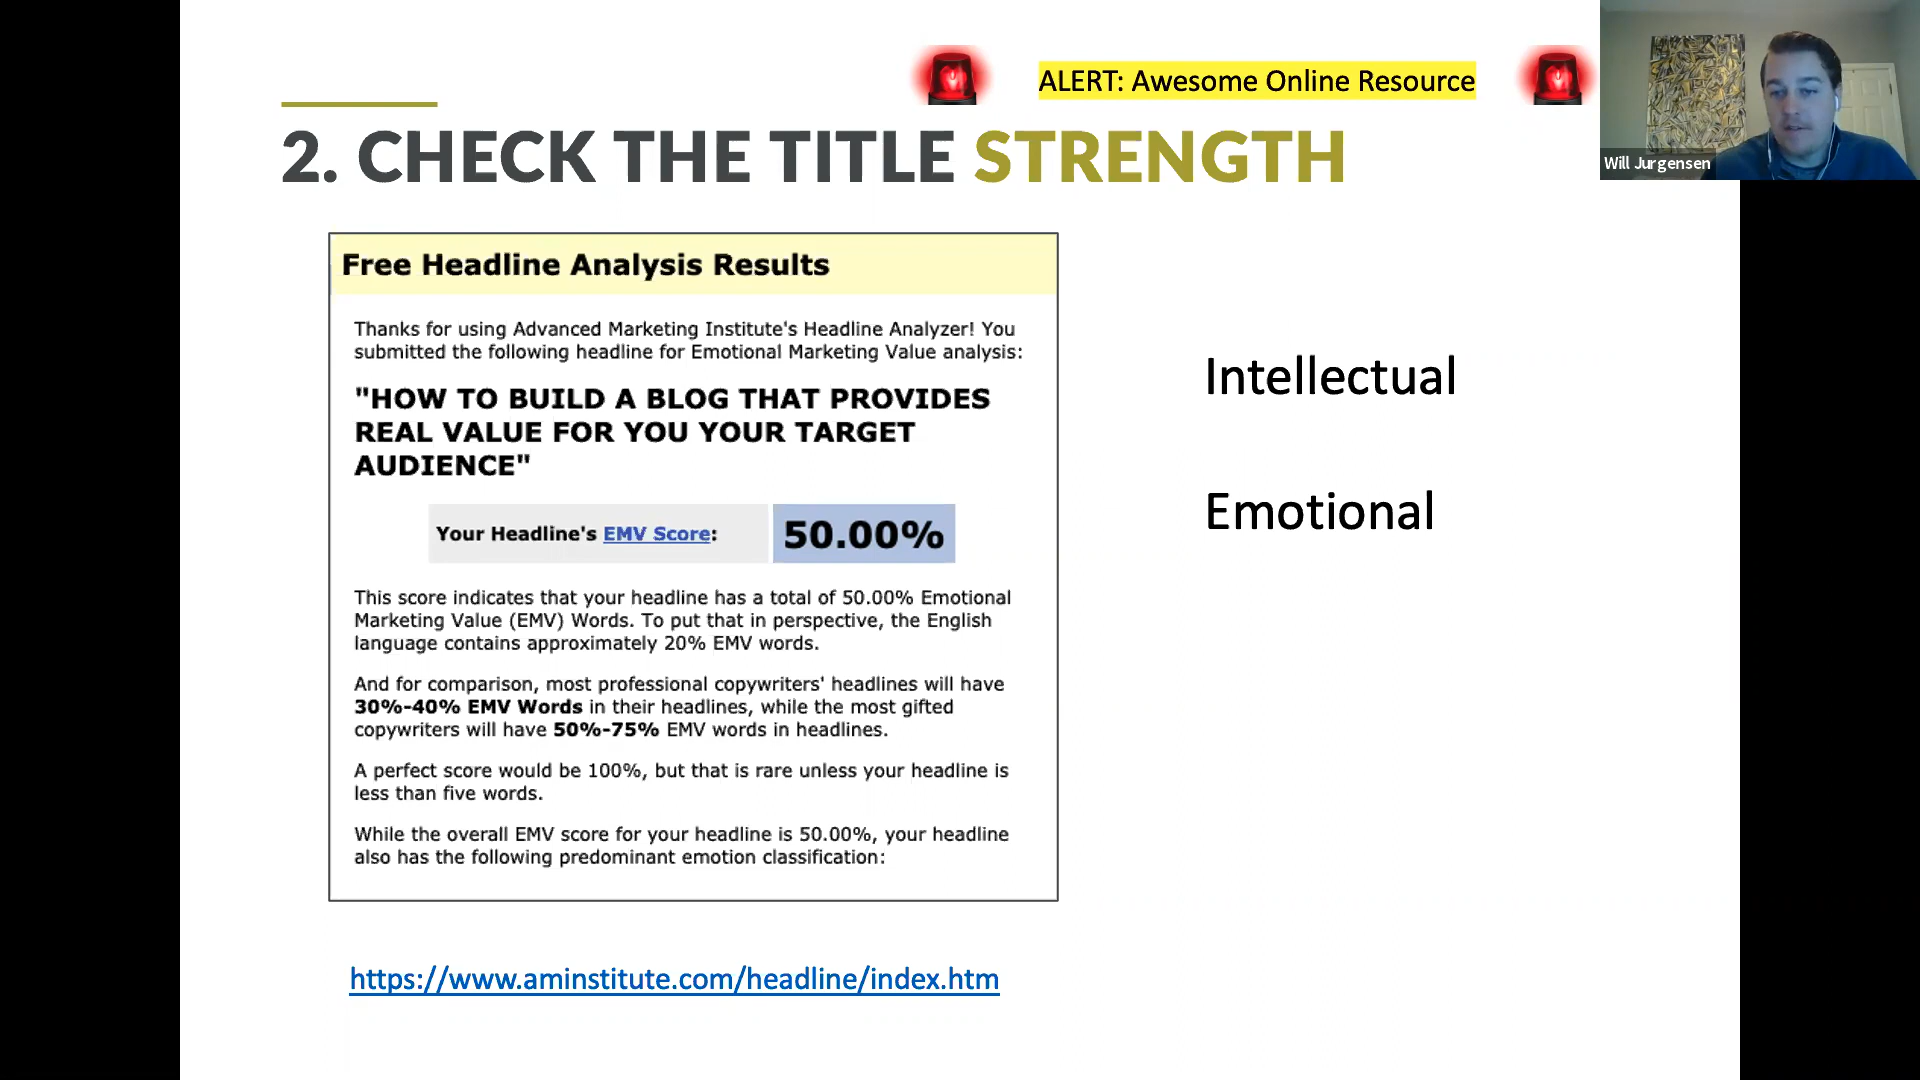 ALERT: Awesome Online Resource
Will Jurgensen
2. CHECK THE TITLE STRENGTH
Free Headline Analysis Results
Thanks for using Advanced Marketing Institute's Headline Analyzer! You
submitted the following headline for Emotional Marketing Value analysis:
"HOW TO BUILD A BLOG THAT PROVIDES
REAL VALUE FOR YOU YOUR TARGET
AUDIENCE"
Your Headline's EMV Score: 50.00%
This score indicates that your headline has a total of 50.00% Emotional
Marketing Value (EMV) Words. To put that in perspective, the English
language contains approximately 20% EMV words.
And for comparison, most professional copywriters' headlines will have
30%-40% EMV Words in their headlines, while the most gifted
copywriters will have 50%-75% EMV words in headlines.
A perfect score would be 100%, but that is rare unless your headline is
less than five words.
While the overall EMV score for your headline is 50.00%, your headline
also has the following predominant emotion classification:
Intellectual
Emotional
https://www.aminstitute.com/headline/index.htm